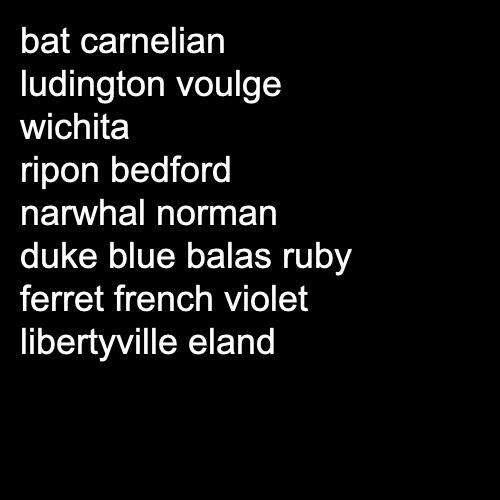 bat carnelian
ludington voulge
wichita
ripon bedford
narwhal norman
duke blue balas ruby
ferret french violet
libertyville eland